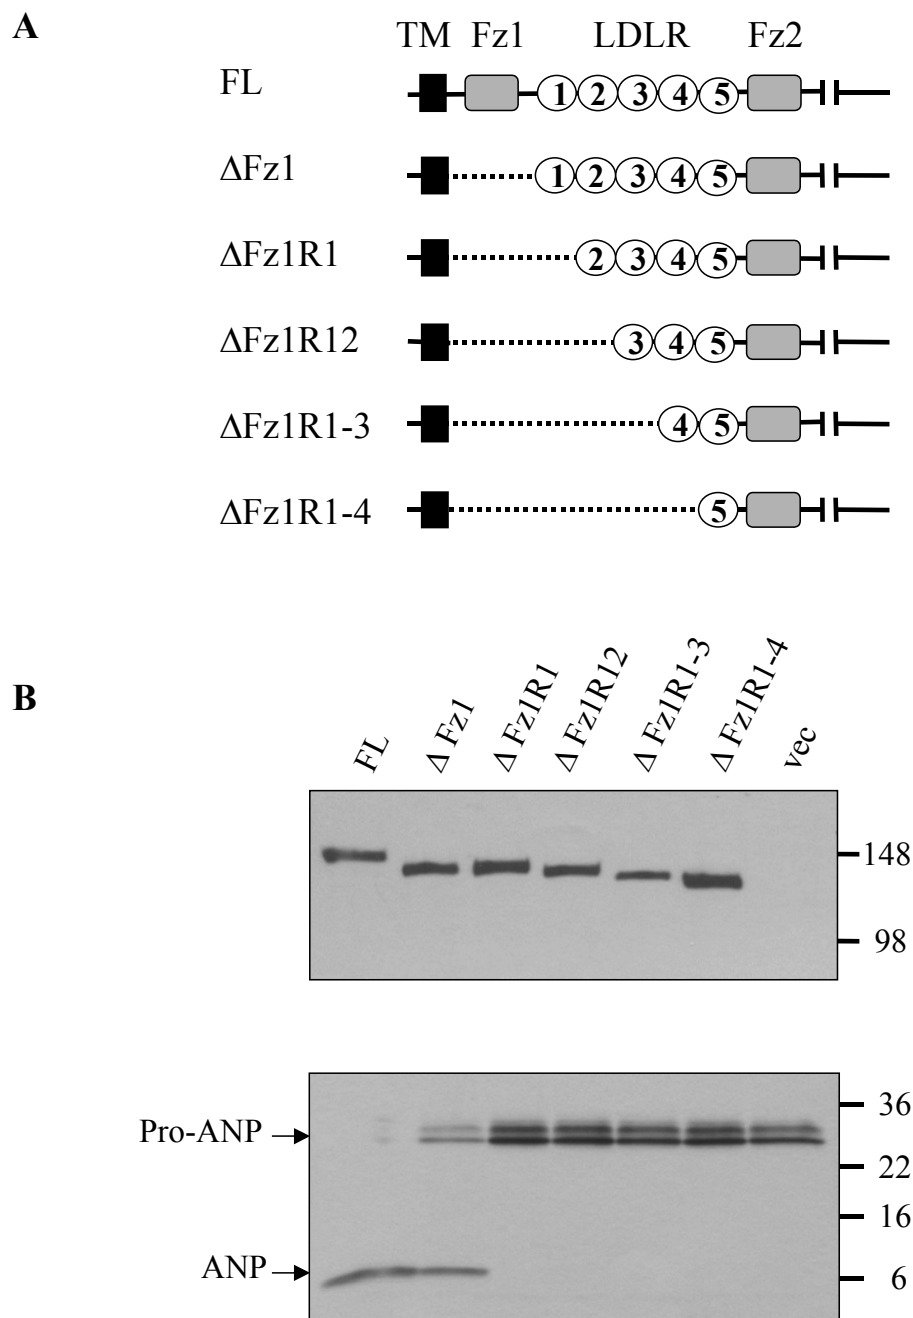 A
TM Fz1 LDLR Fz2
FL 1 2 3 4 5
ΔFz1 1 2 3 4 5
ΔFz1R1 2 3 4 5
ΔFz1R12 3 4 5
ΔFz1R1-3 4 5
ΔFz1R1-4 5
B
FL Δ Fz1 Δ Fz1R1 Δ Fz1R12 Δ Fz1R1-3 Δ Fz1R1-4 vec
148
98
36
Pro-ANP
22
16
ANP
6